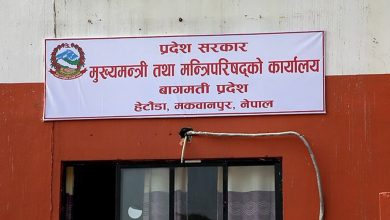 प्रदेश सरकार
मुख्यमन्त्री तथा मन्त्रिपरिषद्को कार्यालय
बागमती प्रदेश
हेटौंडा, मकवानपुर, नेपाल